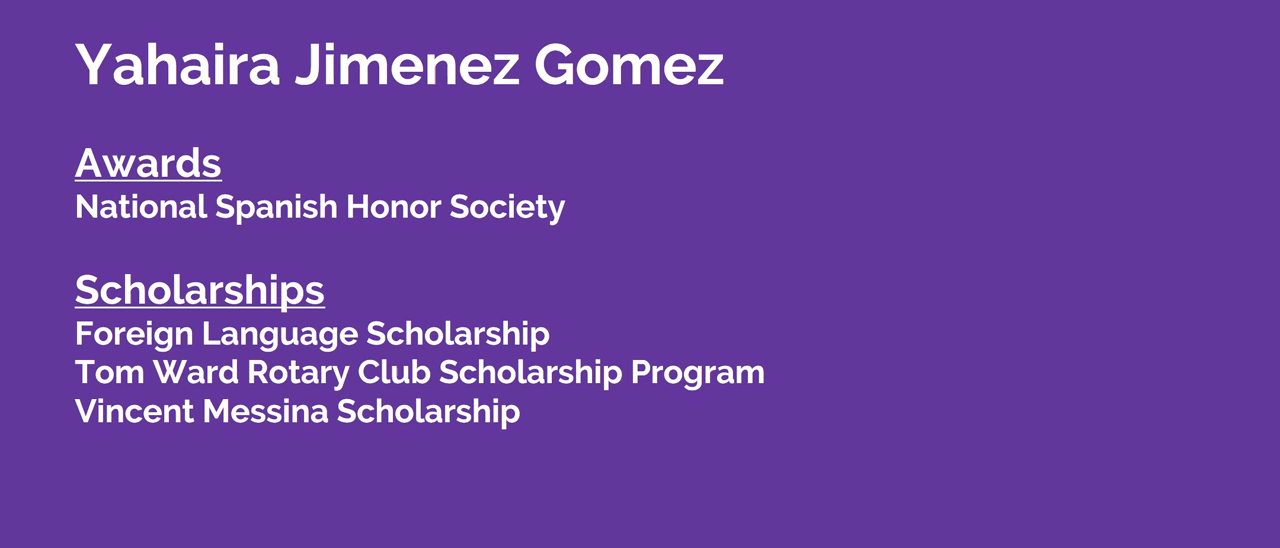 Yahaira Jimenez Gomez
Awards
National Spanish Honor Society
Scholarships
Foreign Language Scholarship
Tom Ward Rotary Club Scholarship Program
Vincent Messina Scholarship